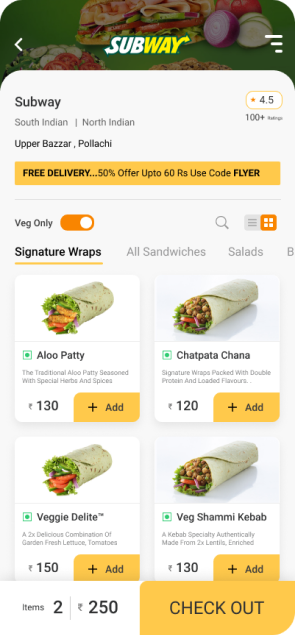 SUBWAY
Subway
4.5
South Indian | North Indian
100+ Ratings
Upper Bazzar , Pollachi
FREE DELIVERY...50% Offer Upto 60 Rs Use Code FLYER
Veg Only
Signature Wraps All Sandwiches Salads B
Aloo Patty
The Traditional Aloo Patty Seasoned
With Special Herbs And Spices
₹ 130 + Add
Chatpata Chana
Signature Wraps Packed With Double
Protein And Loaded Flavours. .
₹ 120 + Add
Veggie Delite™
A 2x Delicious Combination Of
Garden Fresh Lettuce, Tomatoes
₹ 150 + Add
Veg Shammi Kebab
A Kebab Specialty Authentically
Made From 2x Lentils, Enriched
₹ 130 + Add
Items 2 ₹ 250 CHECK OUT